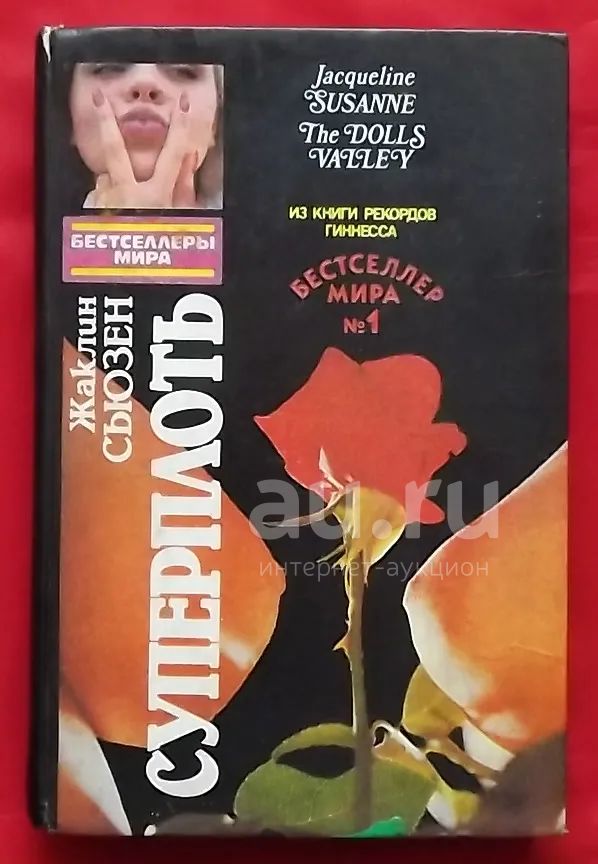 Jacqueline
SUSANNE
The DOLLS
VALLEY
ИЗ КНИГИ РЕКОРДОВ
ГИННЕССА
БЕСТСЕЛЛЕР
МИРА
№1
БЕСТСЕЛЛЕРЫ
МИРА
Жаклин
СЬЮЗЕН
СУПЕРПЛОТЬ
au.ru
интернет-аукцион